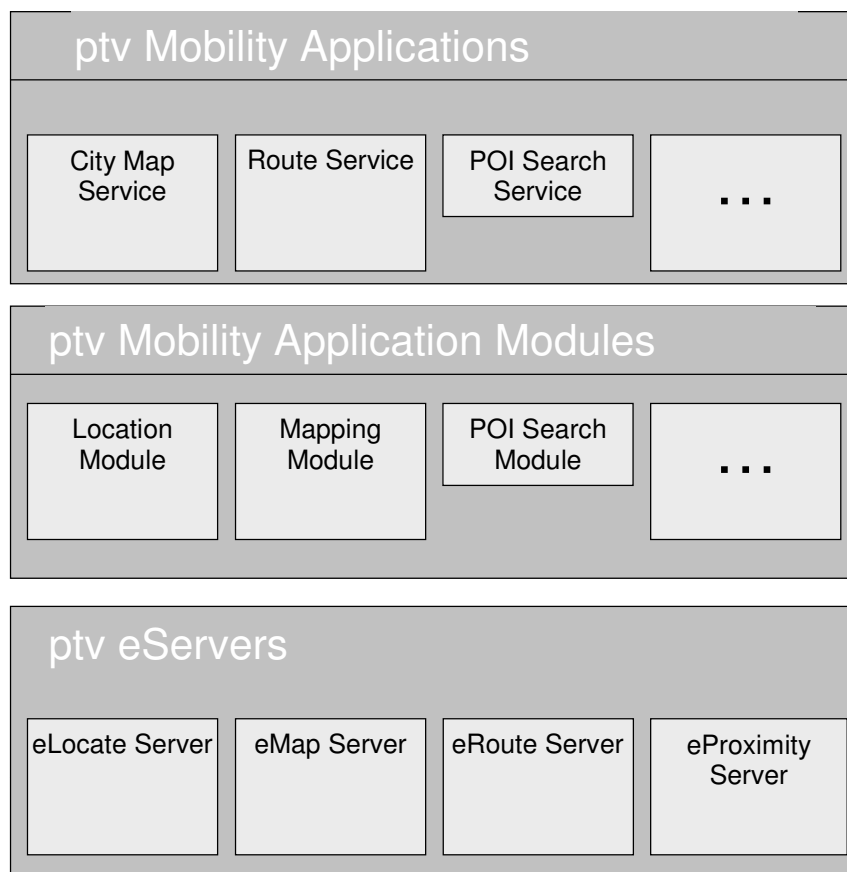 ptv Mobility Applications
City Map
Service
Route Service
POI Search
Service
...
ptv Mobility Application Modules
Location
Module
Mapping
Module
POI Search
Module
...
ptv eServers
eLocate Server
eMap Server
eRoute Server
eProximity
Server